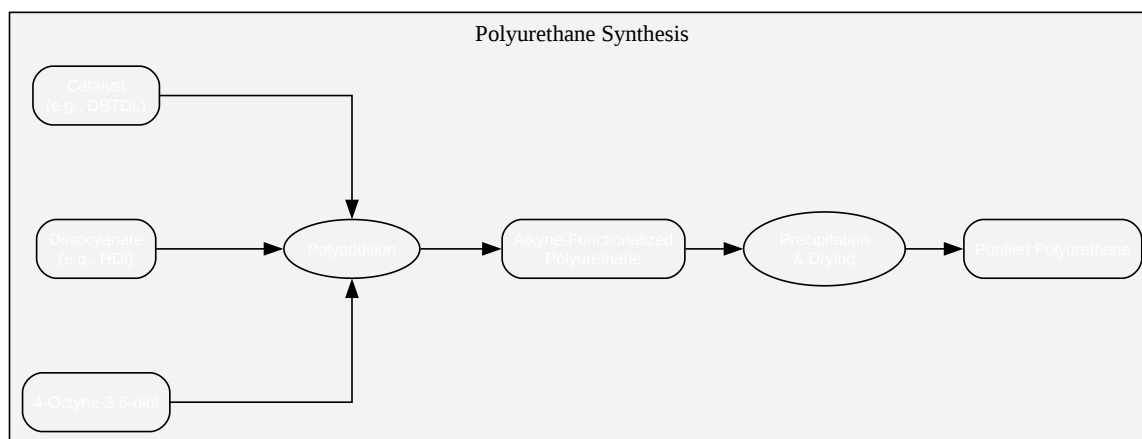 Polyurethane Synthesis
Catalyst
(e.g., DBTDL)
Diisocyanate
(e.g., HDI)
Polyaddition
Alkyne-Functionalized
Polyurethane
Precipitation
& Drying
Purified Polyurethane
4-Octyne-3,6-diol